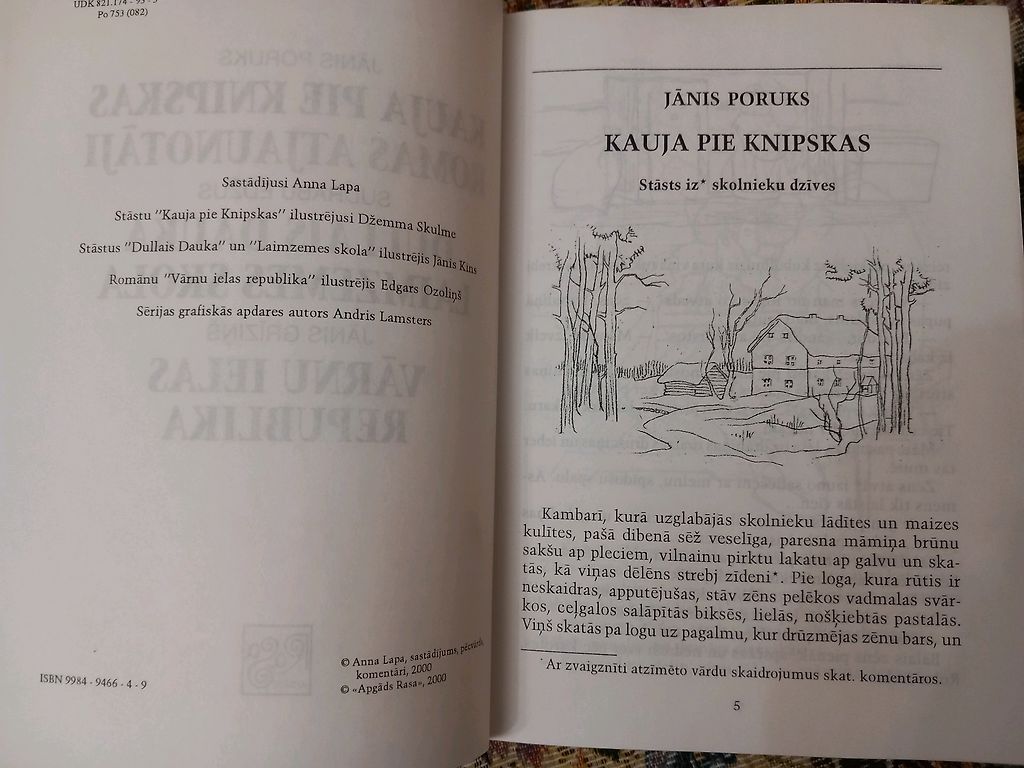 UDK 821.174 - 93 - 3
Po 753 (082)
Sastādījusi Anna Lapa
Stāstu "Kauja pie Knipskas" ilustrējusi Džemma Skulme
Stāstus "Dullais Dauka" un "Laimzemes skola" ilustrējis Jānis Kins
Romānu "Vārnu ielas republika" ilustrējis Edgars Ozoliņš
Sērijas grafiskās apdares autors Andris Lamsters
ISBN 9984 - 9466 - 4 - 9
© Anna Lapa, sastādījums, pēcvārds,
komentāri, 2000
© «Apgāds Rasa», 2000
JĀNIS PORUKS
KAUJA PIE KNIPSKAS
Stāsts iz* skolnieku dzīves
Kambarī, kurā uzglabājās skolnieku lādītes un maizes
kulītes, pašā dibenā sēž veselīga, paresna māmiņa brūnu
sakšu ap pleciem, vilnainu pirktu lakatu ap galvu un ska-
tās, kā viņas dēlēns strebj zīdeni*. Pie loga, kura rūtis ir
neskaidras, apputējušas, stāv zēns pelēkos vadmalas svār-
kos, ceļgalos salāpītās biksēs, lielās, nošķiebtās pastalās.
Viņš skatās pa logu uz pagalmu, kur drūzmējas zēnu bars, un
* Ar zvaigznīti atzīmēto vārdu skaidrojumus skat. komentāros.
5